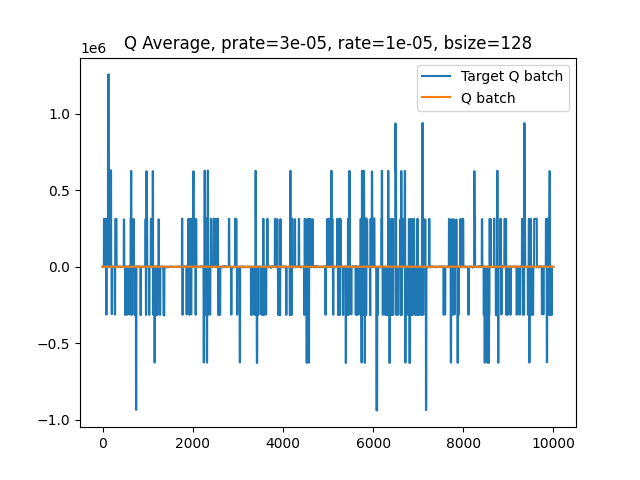 Q Average, prate=3e-05, rate=1e-05, bsize=128
1e6
Target Q batch
Q batch
1.0
0.5
0.0
−0.5
−1.0
0 2000 4000 6000 8000 10000